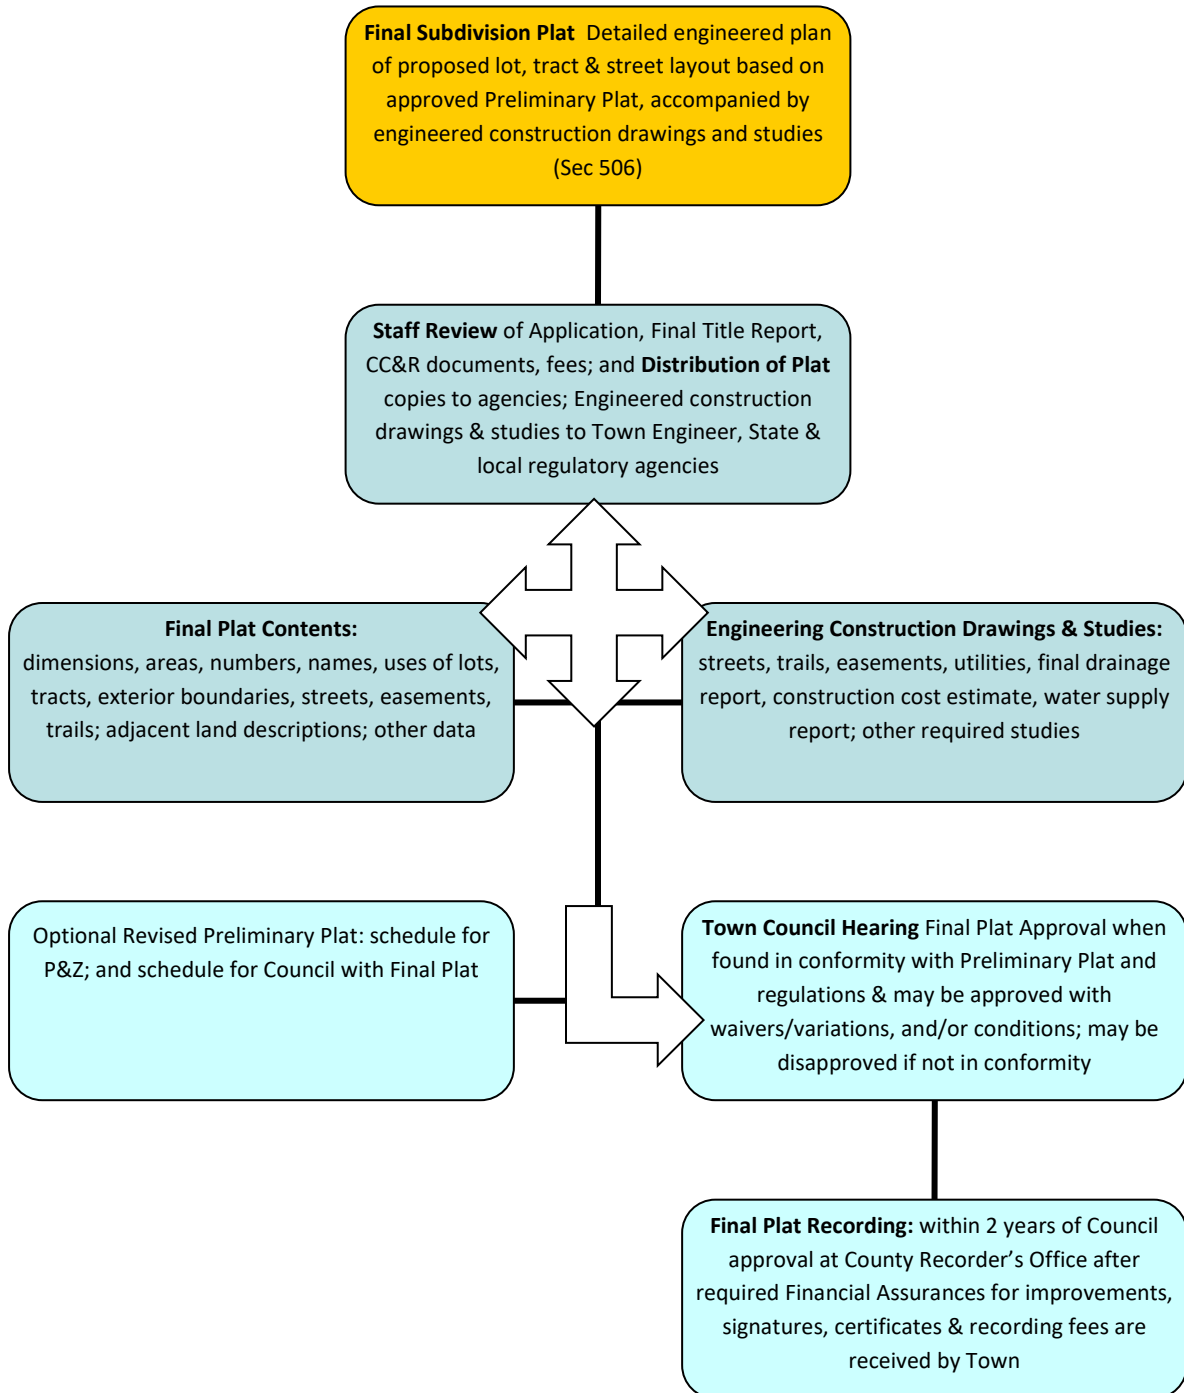 Final Subdivision Plat  Detailed engineered plan
of proposed lot, tract & street layout based on
approved Preliminary Plat, accompanied by
engineered construction drawings and studies
(Sec 506)
Staff Review of Application, Final Title Report,
CC&R documents, fees; and Distribution of Plat
copies to agencies; Engineered construction
drawings & studies to Town Engineer, State &
local regulatory agencies
Final Plat Contents:
dimensions, areas, numbers, names, uses of lots,
tracts, exterior boundaries, streets, easements,
trails; adjacent land descriptions; other data
Engineering Construction Drawings & Studies:
streets, trails, easements, utilities, final drainage
report, construction cost estimate, water supply
report; other required studies
Optional Revised Preliminary Plat: schedule for
P&Z; and schedule for Council with Final Plat
Town Council Hearing Final Plat Approval when
found in conformity with Preliminary Plat and
regulations & may be approved with
waivers/variations, and/or conditions; may be
disapproved if not in conformity
Final Plat Recording: within 2 years of Council
approval at County Recorder’s Office after
required Financial Assurances for improvements,
signatures, certificates & recording fees are
received by Town